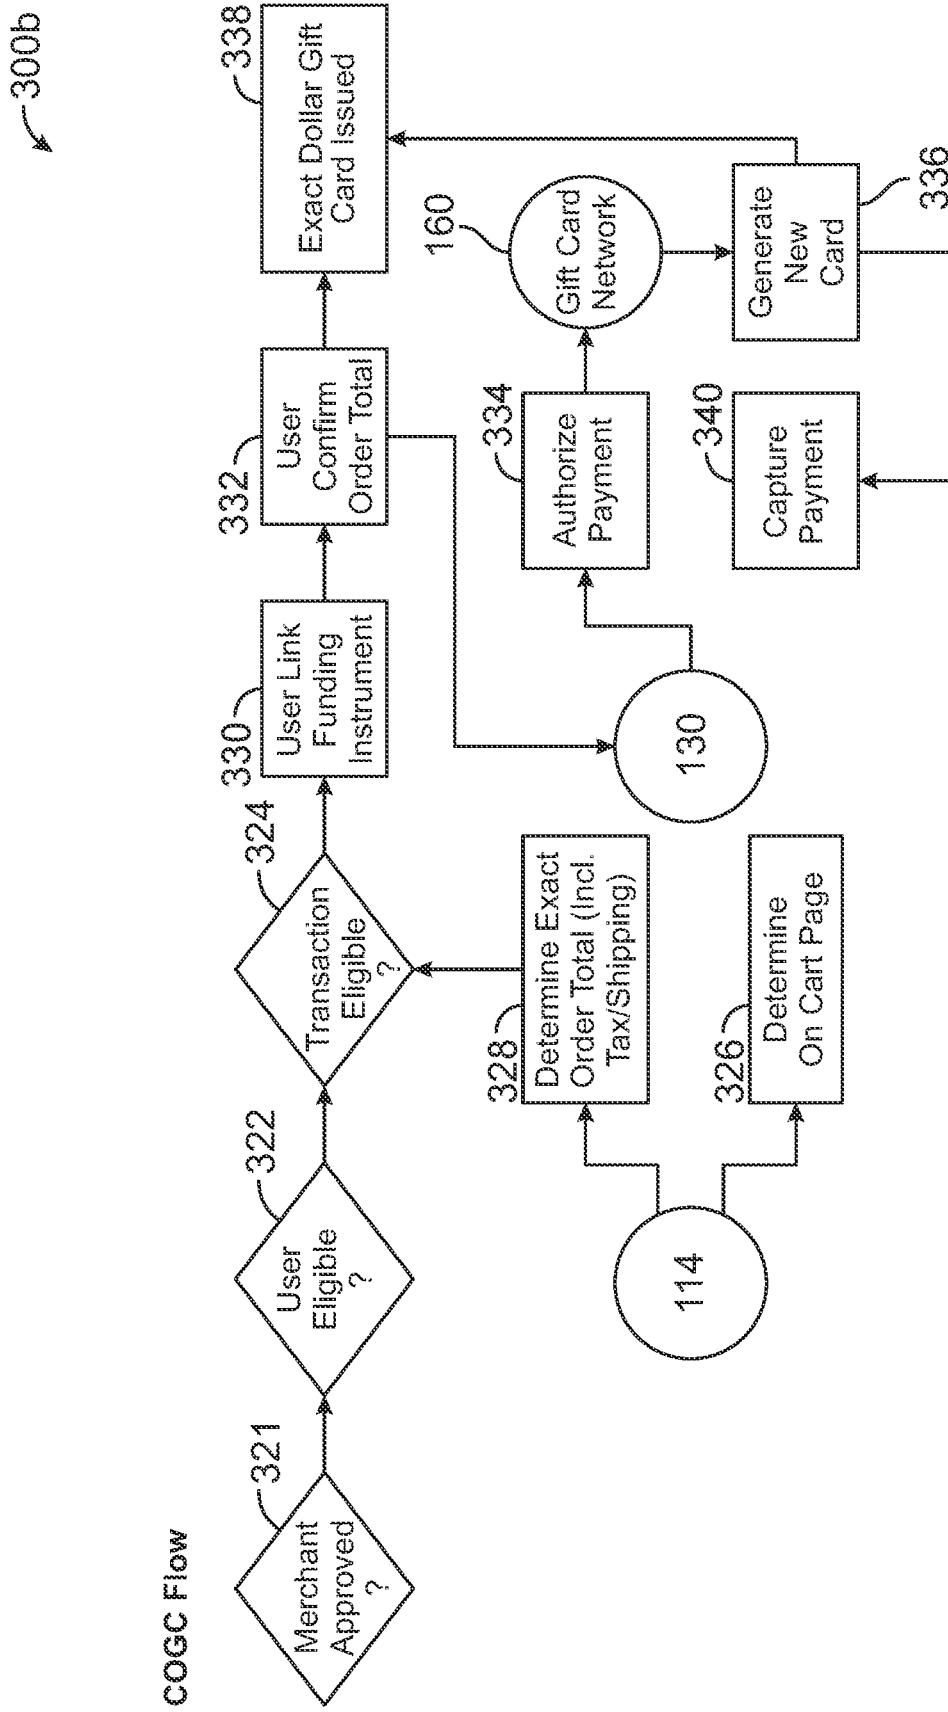 300b
COGC Flow
321
Merchant
Approved
?
322
User
Eligible
?
324
Transaction
Eligible
?
330
User Link
Funding
Instrument
332
User
Confirm
Order Total
338
Exact Dollar Gift
Card Issued
328
Determine Exact
Order Total (Incl.
Tax/Shipping)
334
Authorize
Payment
160
Gift Card
Network
114
130
326
Determine
On Cart Page
340
Capture
Payment
Generate
New
Card
336